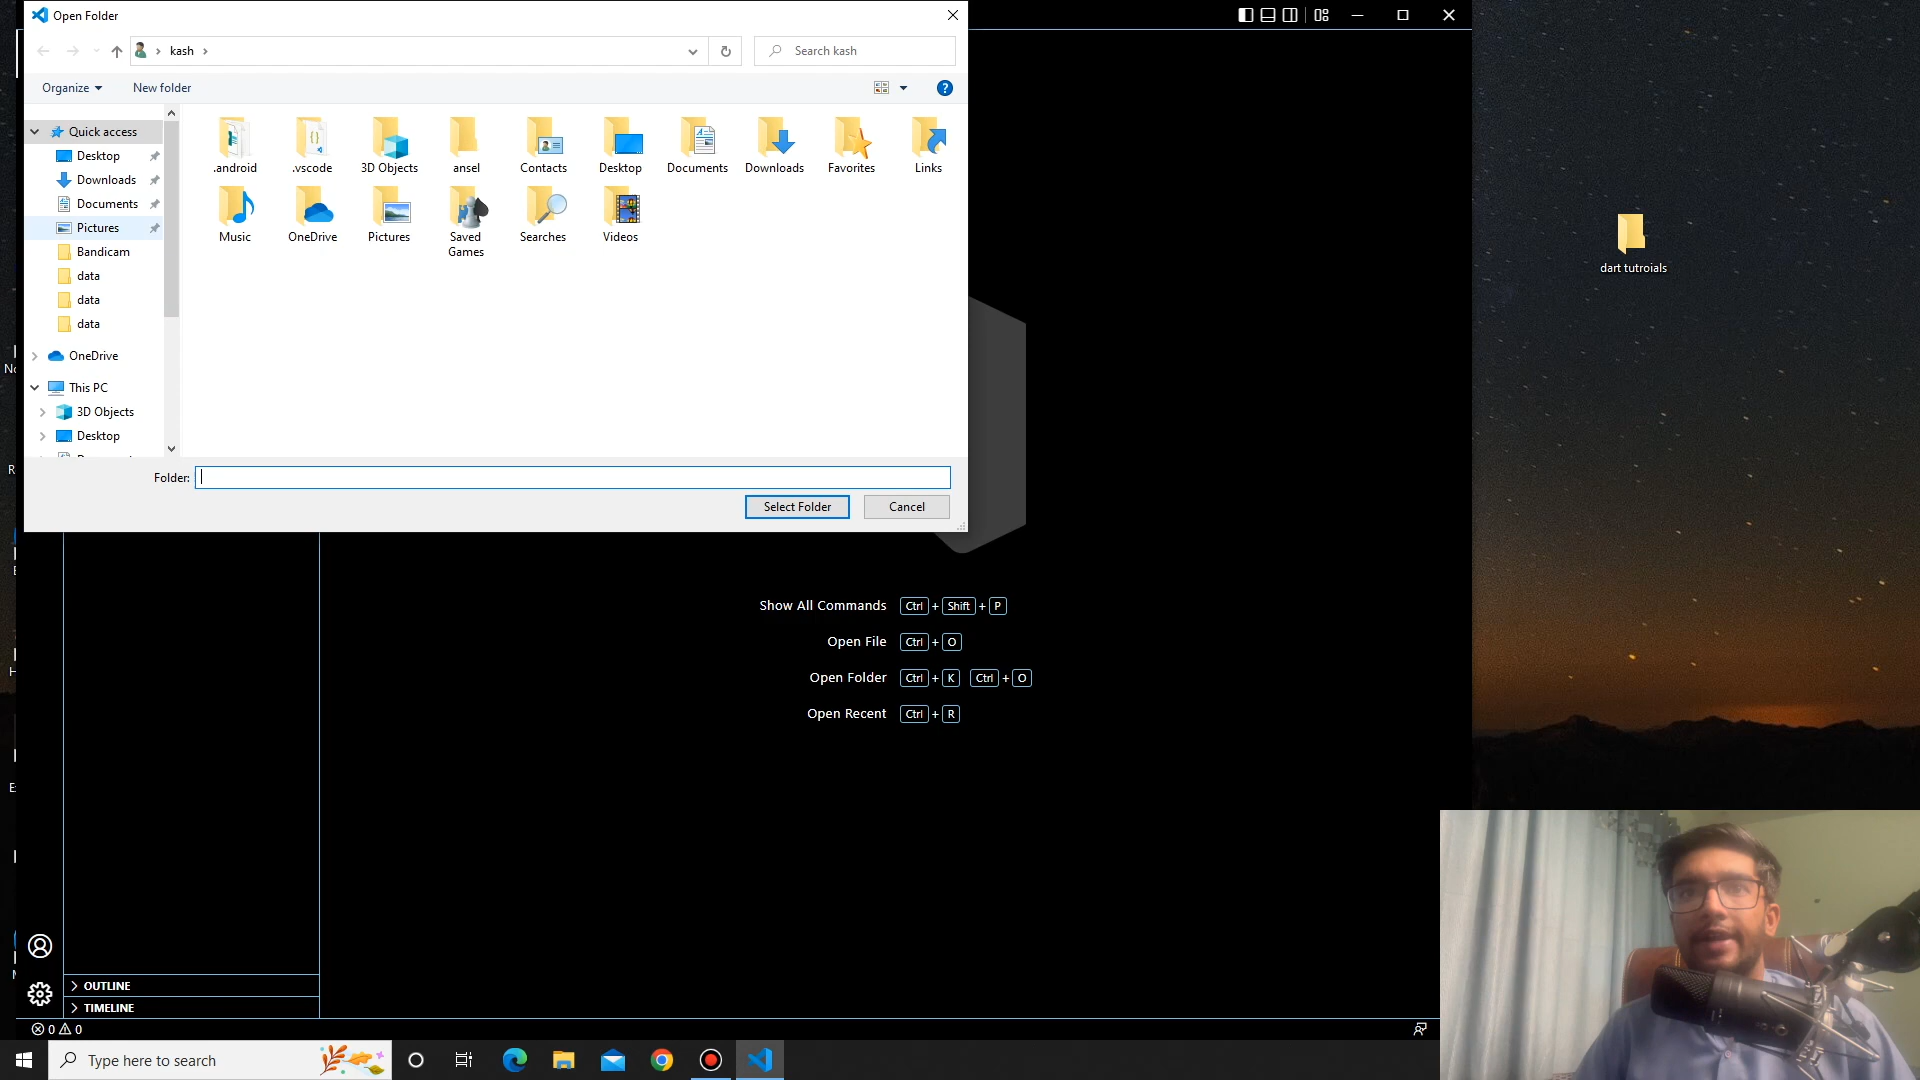 Open Folder
kash
Search kash
Organize
New folder
Quick access
Desktop
Downloads
Documents
Pictures
Bandicam
data
data
data
OneDrive
This PC
3D Objects
Desktop
.android
.vscode
3D Objects
ansel
Contacts
Desktop
Documents
Downloads
Favorites
Links
Music
OneDrive
Pictures
Saved
Games
Searches
Videos
Folder:
Select Folder
Cancel
dart tutroials
Show All Commands Ctrl + Shift + P
Open File Ctrl + O
Open Folder Ctrl + K Ctrl + O
Open Recent Ctrl + R
OUTLINE
TIMELINE
0 0
Type here to search